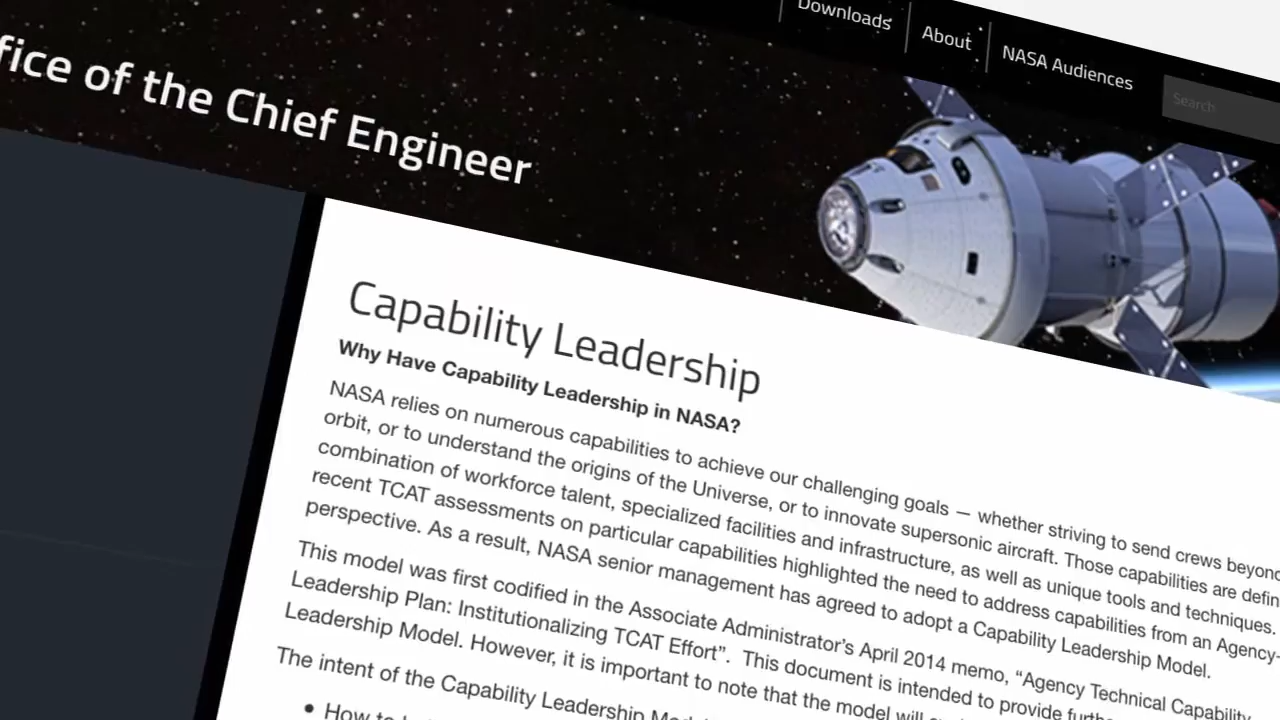 Downloads
About
NASA Audiences
Search
fice of the Chief Engineer
Capability Leadership
Why Have Capability Leadership in NASA?
NASA relies on numerous capabilities to achieve our challenging goals — whether striving to send crews beyond
orbit, or to understand the origins of the Universe, or to innovate supersonic aircraft. Those capabilities are defin
combination of workforce talent, specialized facilities and infrastructure, as well as unique tools and techniques.
recent TCAT assessments on particular capabilities highlighted the need to address capabilities from an Agency-
perspective. As a result, NASA senior management has agreed to adopt a Capability Leadership Model.
This model was first codified in the Associate Administrator’s April 2014 memo, “Agency Technical Capability
Leadership Plan: Institutionalizing TCAT Effort”. This document is intended to provide furth
Leadership Model. However, it is important to note that the model will
The intent of the Capability Leadership
• How to